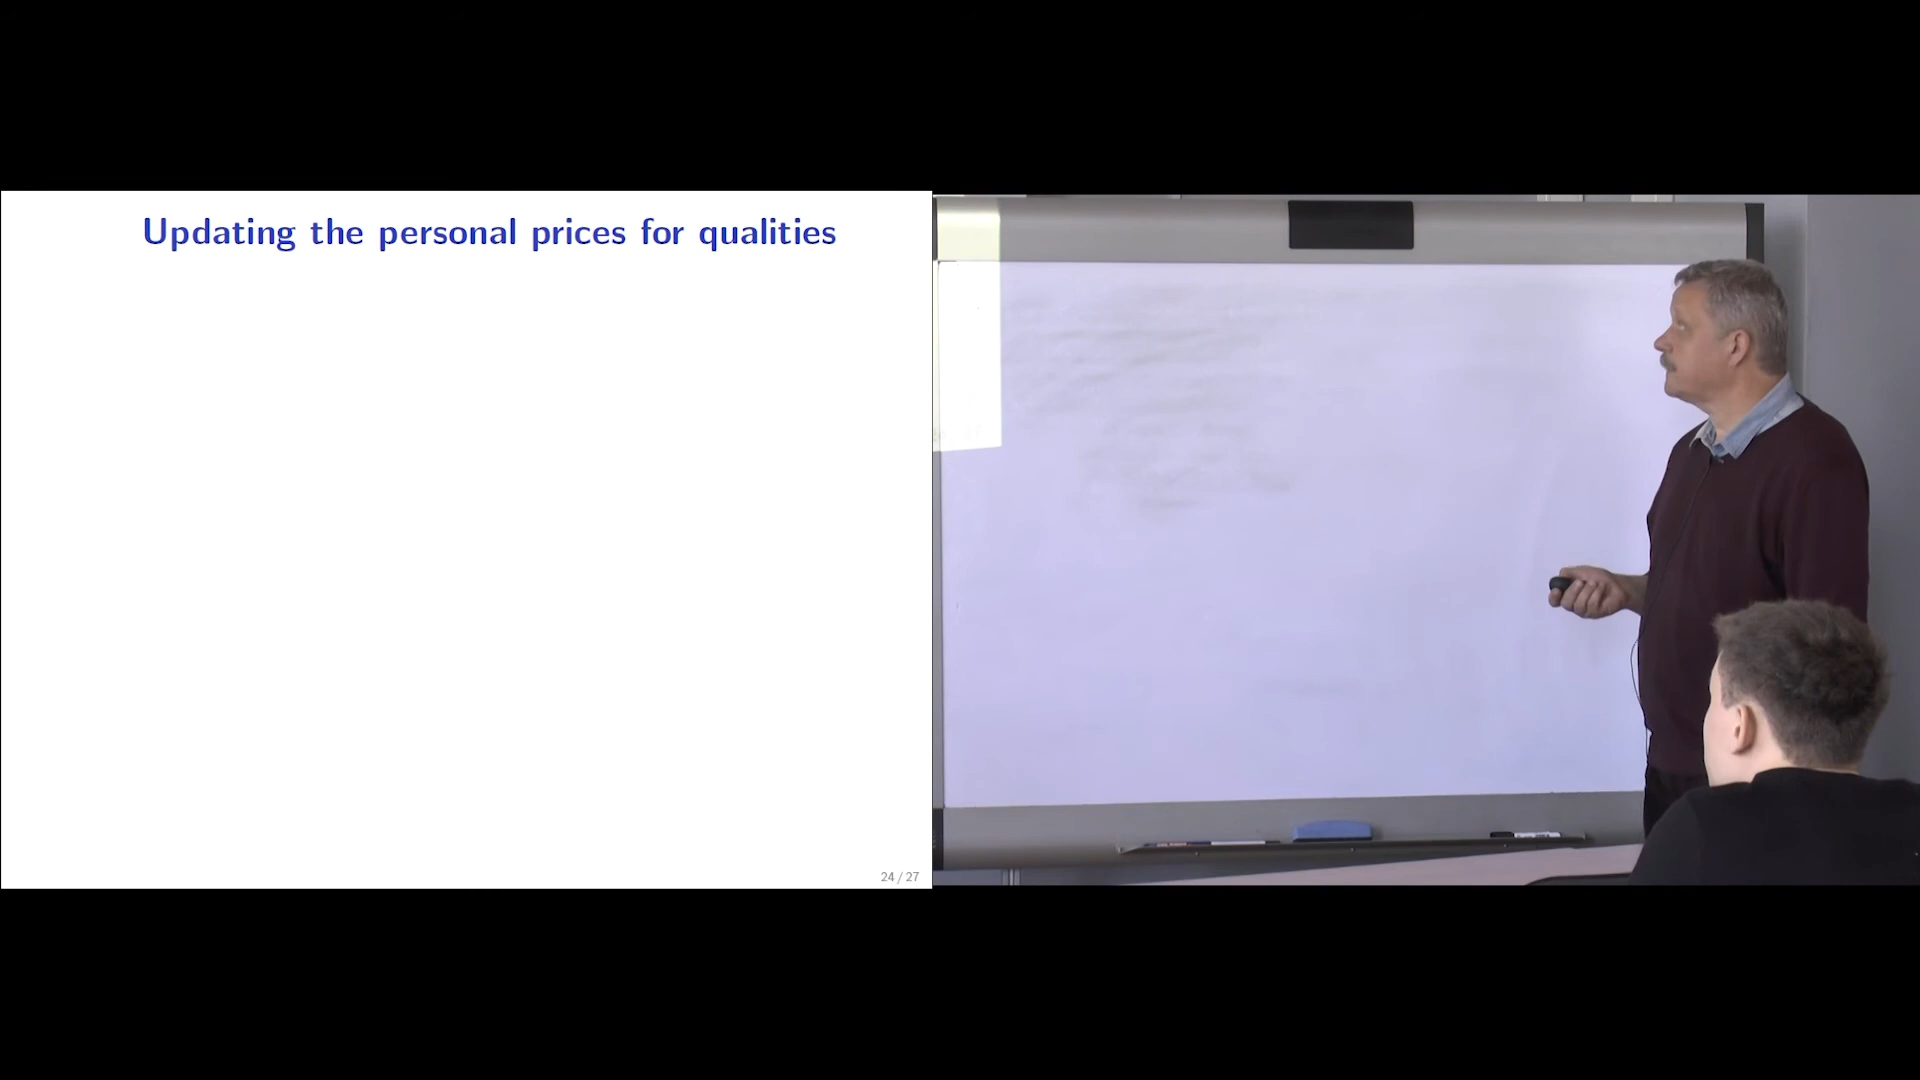 Updating the personal prices for qualities
24 / 27